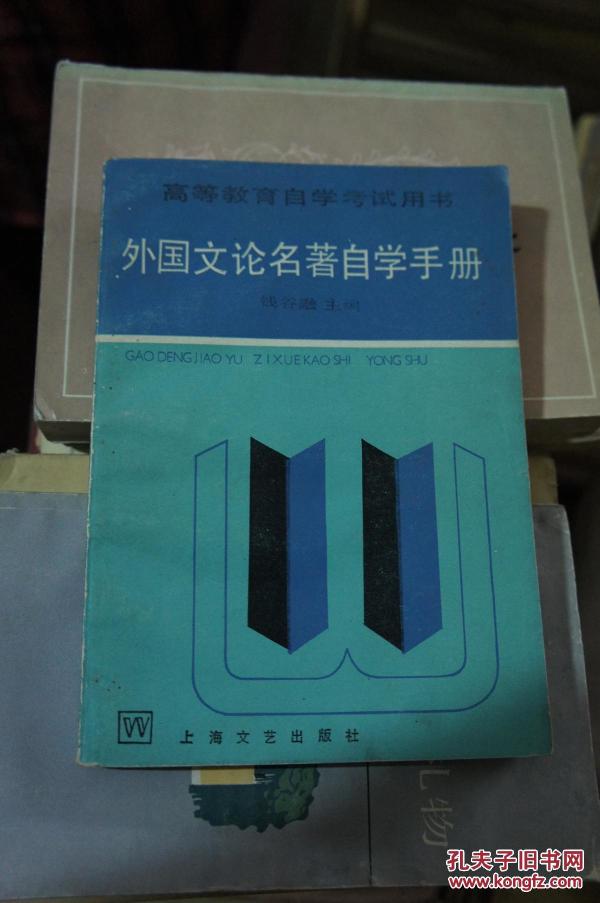 高等教育自学考试用书
外国文论名著自学手册
钱谷融 主编
GAO DENG JIAO YU ZI XUE KAO SHI YONG SHU
上海文艺出版社
礼物
孔夫子旧书网
www.kongfz.com